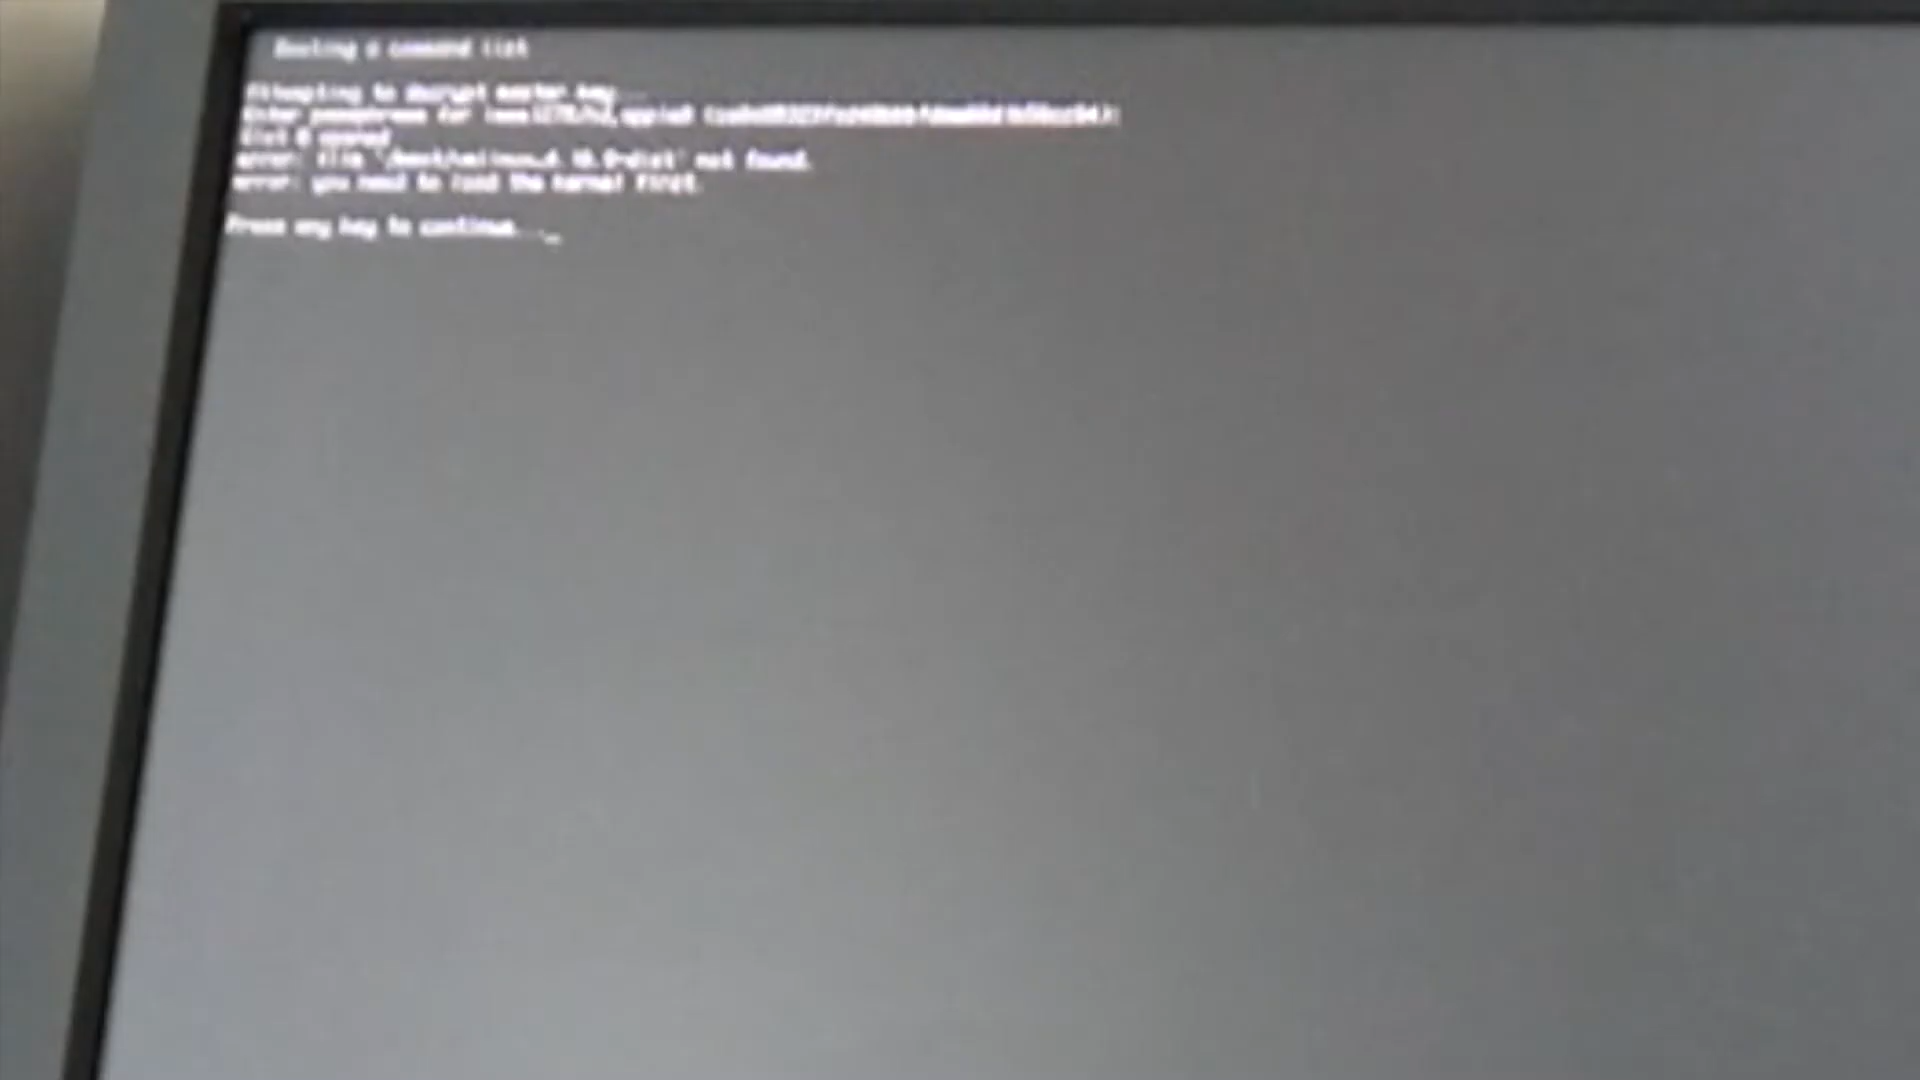 Booting a command list
Attempting to decrypt master key...
Enter passphrase for
Slot 0 opened
error: file not found.
error: you need to load the kernel first.
Press any key to continue..._